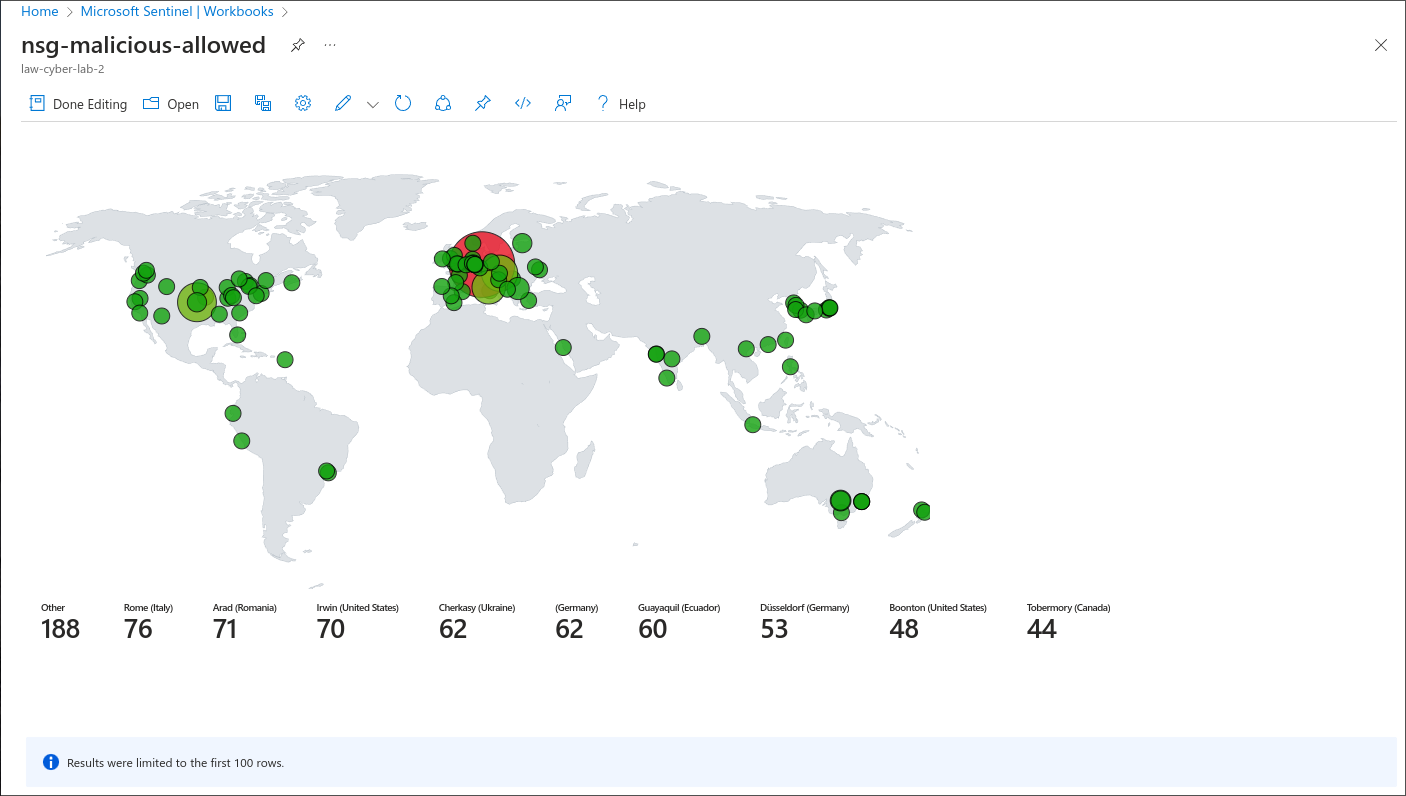 Home > Microsoft Sentinel | Workbooks >
nsg-malicious-allowed ...
law-cyber-lab-2
Done Editing Open Help
Other Rome (Italy) Arad (Romania) Irwin (United States) Cherkasy (Ukraine) (Germany) Guayaquil (Ecuador) Düsseldorf (Germany) Boonton (United States) Tobermory (Canada)
188 76 71 70 62 62 60 53 48 44
Results were limited to the first 100 rows.